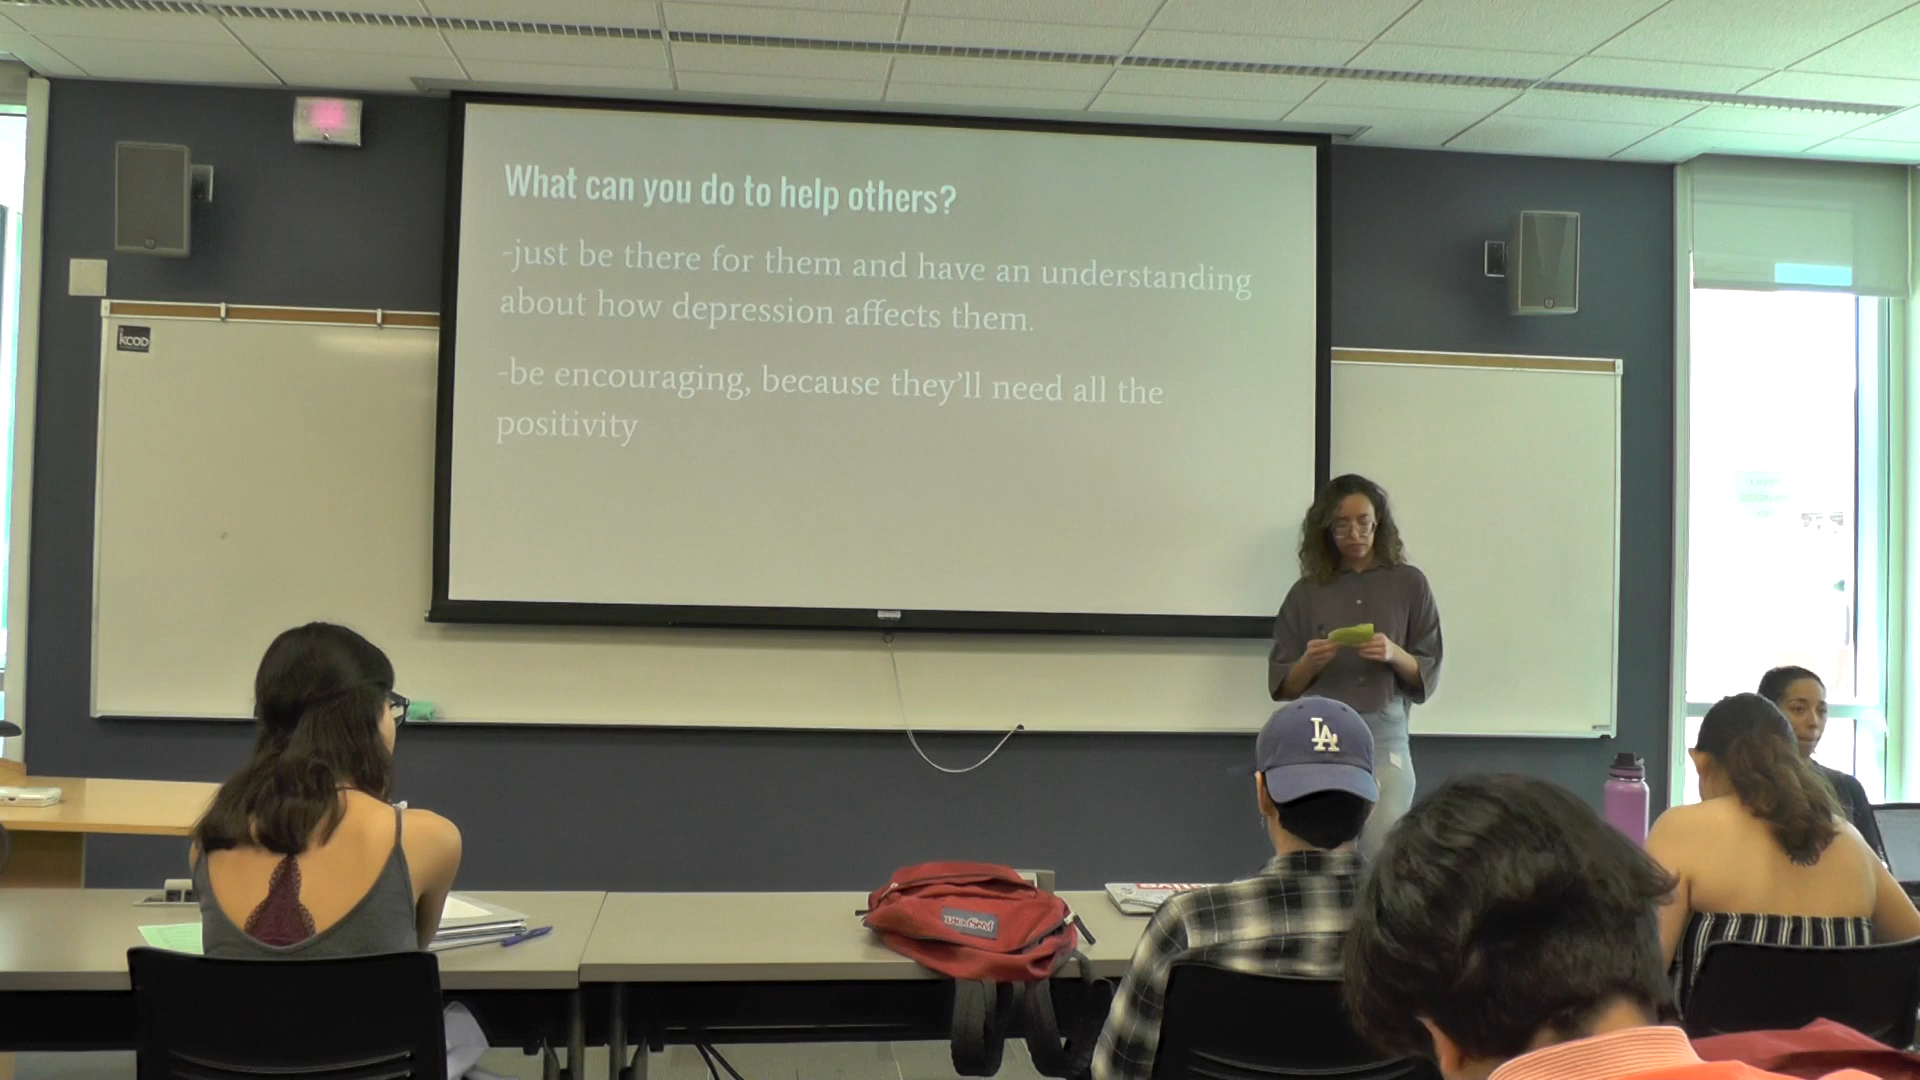 What can you do to help others?
-just be there for them and have an understanding
about how depression affects them.
-be encouraging, because they’ll need all the
positivity
KCOD
LA
JANSPORT